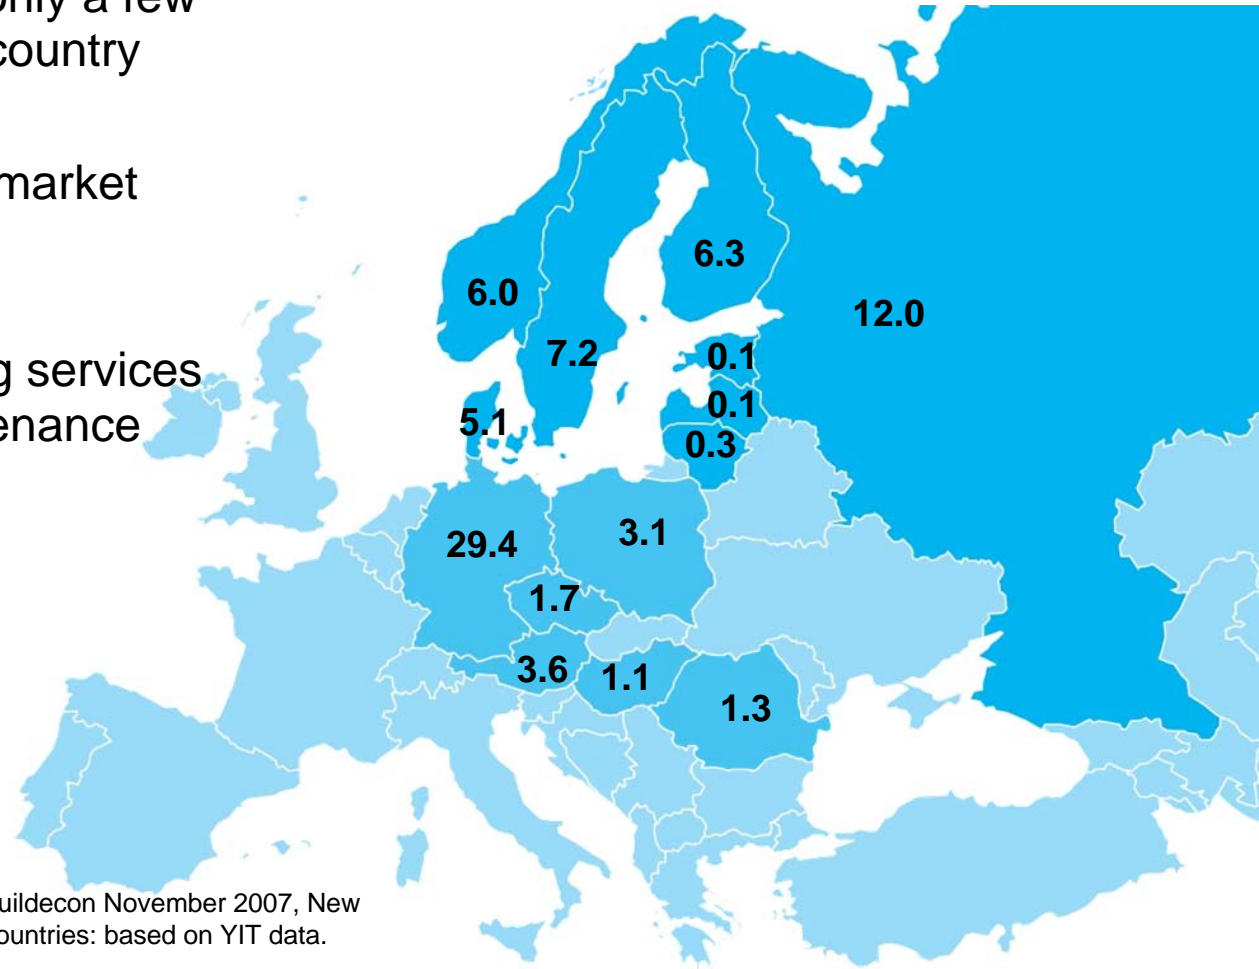 only a few
country
market
g services
enance
6.3
6.0
12.0
7.2
0.1
0.1
5.1
0.3
29.4
3.1
1.7
3.6
1.1
1.3
uildecon November 2007, New
ountries: based on YIT data.